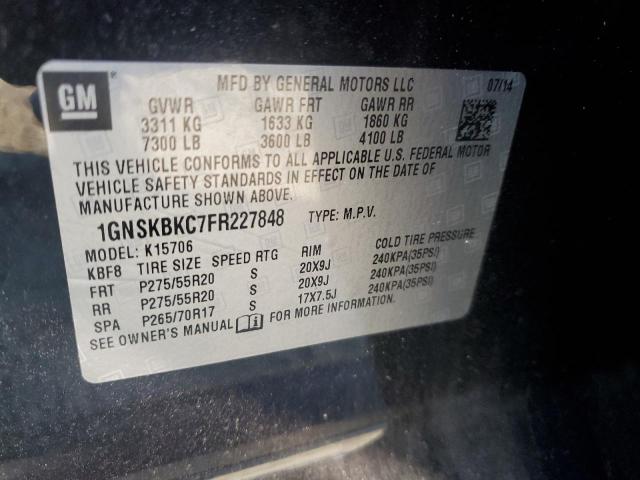 GM
MFD BY GENERAL MOTORS LLC 07/14
GVWR GAWR FRT GAWR RR
3311 KG 1633 KG 1860 KG
7300 LB 3600 LB 4100 LB
THIS VEHICLE CONFORMS TO ALL APPLICABLE U.S. FEDERAL MOTOR
VEHICLE SAFETY STANDARDS IN EFFECT ON THE DATE OF
MANUFACTURE SHOWN ABOVE.
1GNSKBKC7FR227848 TYPE: M.P.V.
MODEL: K15706
KBF8 TIRE SIZE SPEED RTG RIM COLD TIRE PRESSURE
FRT P275/55R20 S 20X9J 240KPA(35PSI)
RR P275/55R20 S 20X9J 240KPA(35PSI)
SPA P265/70R17 S 17X7.5J 240KPA(35PSI)
SEE OWNER'S MANUAL FOR MORE INFORMATION.